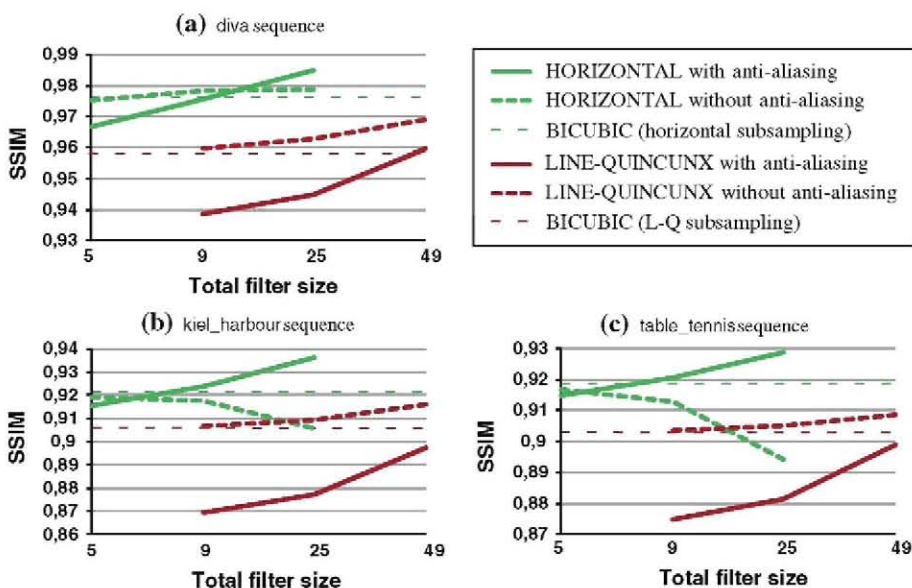 (a) diva sequence
0,99
0,98
0,97
0,96
0,95
0,94
0,93
SSIM
5 9 25 49
Total filter size
HORIZONTAL with anti-aliasing
HORIZONTAL without anti-aliasing
BICUBIC (horizontal subsampling)
LINE-QUINCUNX with anti-aliasing
LINE-QUINCUNX without anti-aliasing
BICUBIC (L-Q subsampling)
(b) kiel_harbour sequence
0,94
0,93
0,92
0,91
0,9
0,89
0,88
0,87
0,86
SSIM
5 9 25 49
Total filter size
(c) table_tennis sequence
0,93
0,92
0,91
0,9
0,89
0,88
0,87
SSIM
5 9 25 49
Total filter size